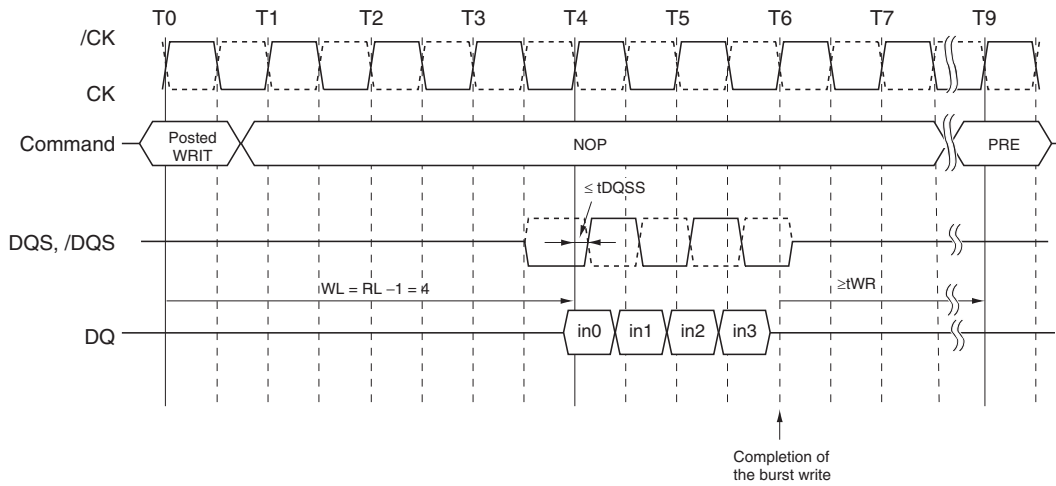 T0 T1 T2 T3 T4 T5 T6 T7 T9
/CK
CK
Command
Posted
WRIT
NOP
PRE
≤ tDQSS
DQS, /DQS
WL = RL −1 = 4
≥tWR
DQ
in0 in1 in2 in3
Completion of
the burst write